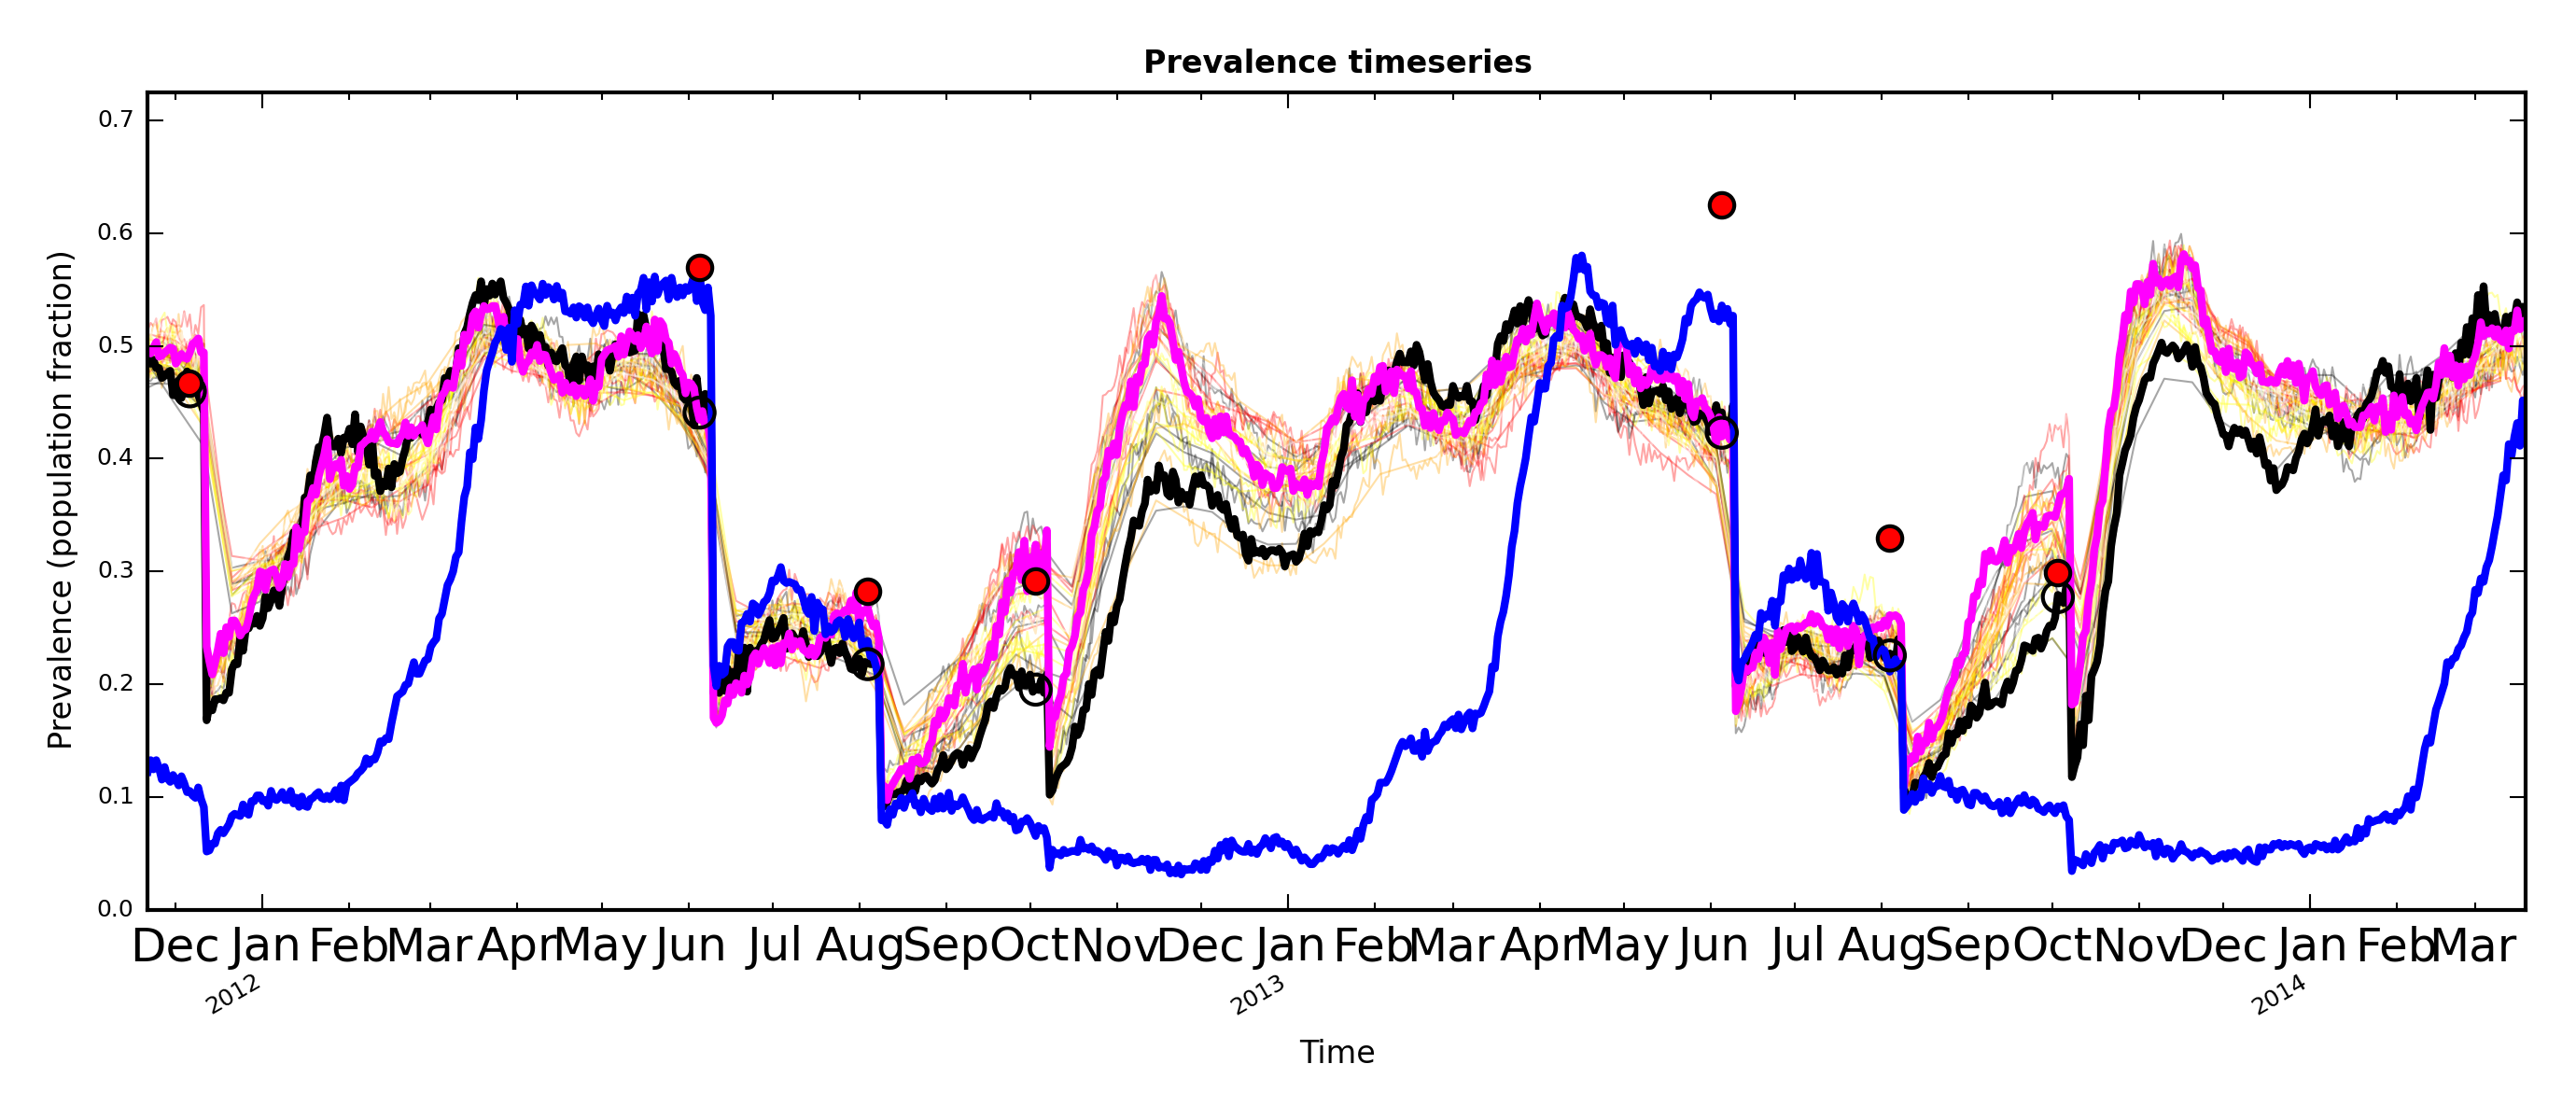 Prevalence timeseries
Prevalence (population fraction)
0.7
0.6
0.5
0.4
0.3
0.2
0.1
0.0
Dec Jan Feb Mar Apr May Jun Jul Aug Sep Oct Nov Dec Jan Feb Mar Apr May Jun Jul Aug Sep Oct Nov Dec Jan Feb Mar
2012 2013 2014
Time